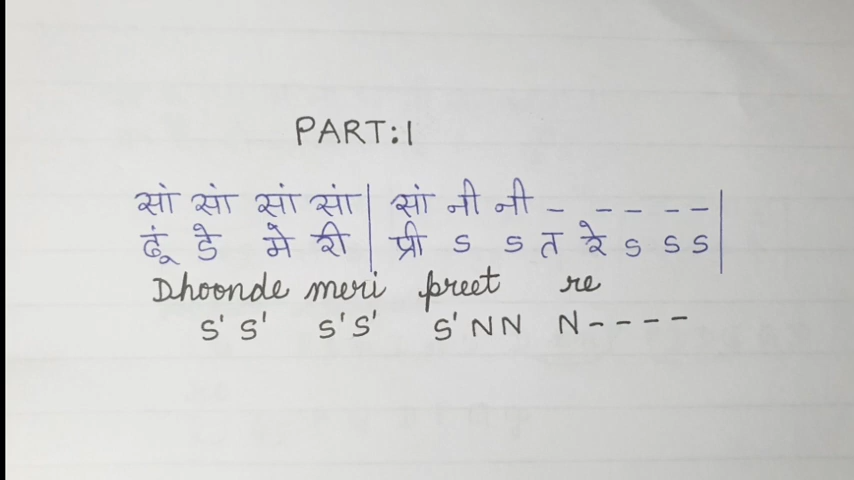 PART:1
सां सां सां सां | सां नी नी - - - - - |
ढूं डे मे री | प्री ऽ ऽ त रे ऽ ऽ ऽ |
Dhoonde meri preet re
S' S' S' S' S' N N N - - - -